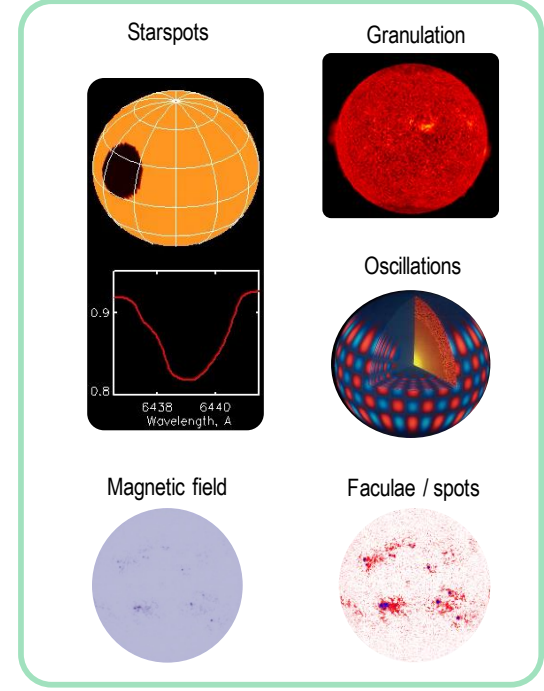 Starspots
Granulation
Oscillations
0.9
0.8
6438 6440
Wavelength, A
Magnetic field
Faculae / spots